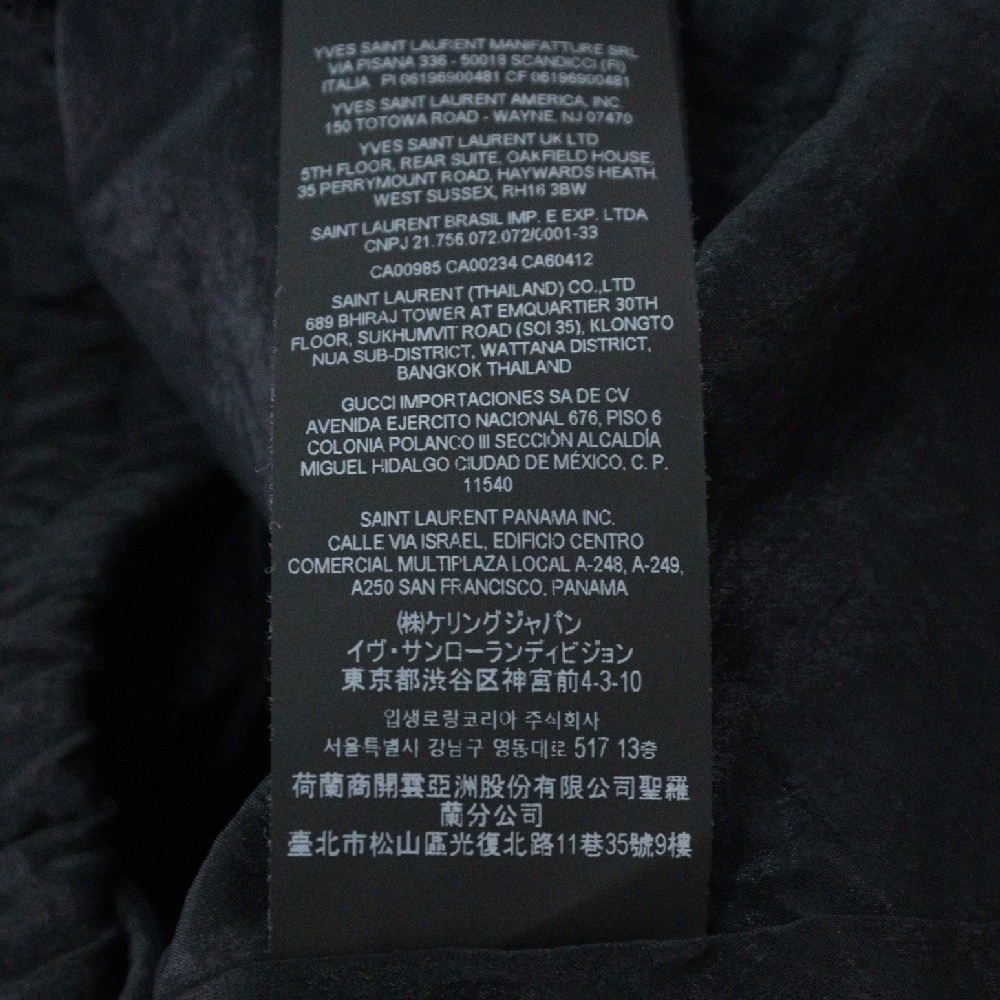 YVES SAINT LAURENT MANIFATTURE SRL
VIA PISANA 336 - 50018 SCANDICCI (FI)
ITALIA PI 06196900481 CF 06196900481
YVES SAINT LAURENT AMERICA, INC.
150 TOTOWA ROAD - WAYNE, NJ 07470
YVES SAINT LAURENT UK LTD
5TH FLOOR, REAR SUITE, OAKFIELD HOUSE,
35 PERRYMOUNT ROAD, HAYWARDS HEATH
WEST SUSSEX, RH16 3BW
SAINT LAURENT BRASIL IMP. E EXP. LTDA
CNPJ 21.756.072.072/0001-33
CA00985 CA00234 CA60412
SAINT LAURENT (THAILAND) CO.,LTD
689 BHIRAJ TOWER AT EMQUARTIER 30TH
FLOOR, SUKHUMVIT ROAD (SOI 35), KLONGTO
NUA SUB-DISTRICT, WATTANA DISTRICT,
BANGKOK THAILAND
GUCCI IMPORTACIONES SA DE CV
AVENIDA EJERCITO NACIONAL 676, PISO 6
COLONIA POLANCO III SECCIÓN ALCALDÍA
MIGUEL HIDALGO CIUDAD DE MÉXICO. C. P.
11540
SAINT LAURENT PANAMA INC.
CALLE VIA ISRAEL, EDIFICIO CENTRO
COMERCIAL MULTIPLAZA LOCAL A-248, A-249,
A250 SAN FRANCISCO, PANAMA
㈱ケリングジャパン
イヴ・サンローランディビジョン
東京都渋谷区神宮前4-3-10
입생로랑코리아 주식회사
서울특별시 강남구 영동대로 517 13층
荷蘭商開雲亞洲股份有限公司聖羅
蘭分公司
臺北市松山區光復北路11巷35號9樓